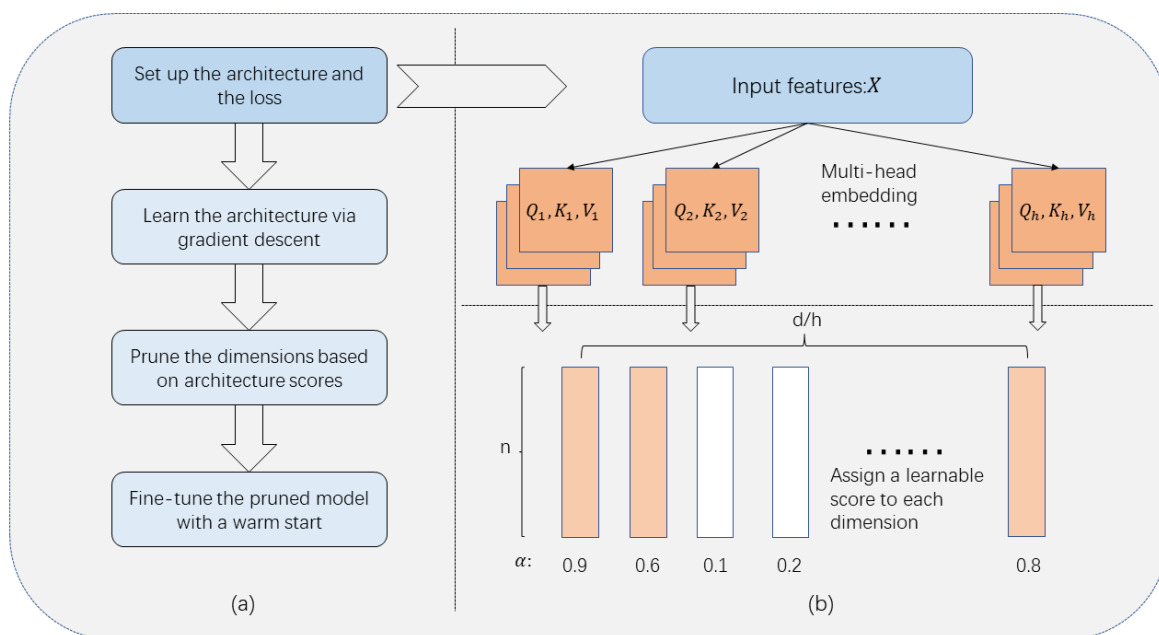 Set up the architecture and
the loss
Learn the architecture via
gradient descent
Prune the dimensions based
on architecture scores
Fine-tune the pruned model
with a warm start
(a)
Input features:X
Multi-head
embedding
......
Q₁, K₁, V₁
Q₂, K₂, V₂
Qₕ, Kₕ, Vₕ
d/h
n
......
Assign a learnable
score to each
dimension
α: 0.9 0.6 0.1 0.2 0.8
(b)